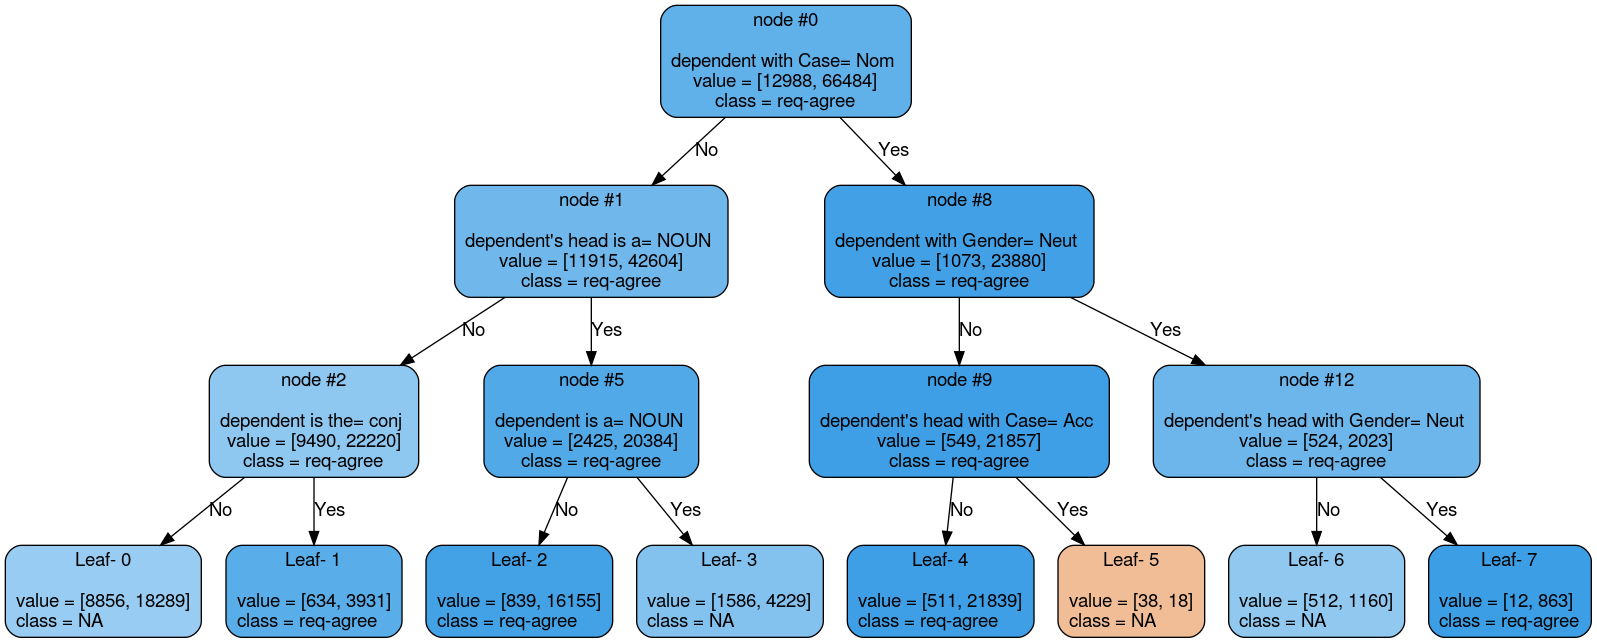 node #0
dependent with Case= Nom
value = [12988, 66484]
class = req-agree
No
Yes
node #1
dependent's head is a= NOUN
value = [11915, 42604]
class = req-agree
node #8
dependent with Gender= Neut
value = [1073, 23880]
class = req-agree
No
Yes
No
Yes
node #2
dependent is the= conj
value = [9490, 22220]
class = req-agree
node #5
dependent is a= NOUN
value = [2425, 20384]
class = req-agree
node #9
dependent's head with Case= Acc
value = [549, 21857]
class = req-agree
node #12
dependent's head with Gender= Neut
value = [524, 2023]
class = req-agree
No
Yes
No
Yes
No
Yes
No
Yes
Leaf- 0
value = [8856, 18289]
class = NA
Leaf- 1
value = [634, 3931]
class = req-agree
Leaf- 2
value = [839, 16155]
class = req-agree
Leaf- 3
value = [1586, 4229]
class = NA
Leaf- 4
value = [511, 21839]
class = req-agree
Leaf- 5
value = [38, 18]
class = NA
Leaf- 6
value = [512, 1160]
class = NA
Leaf- 7
value = [12, 863]
class = req-agree